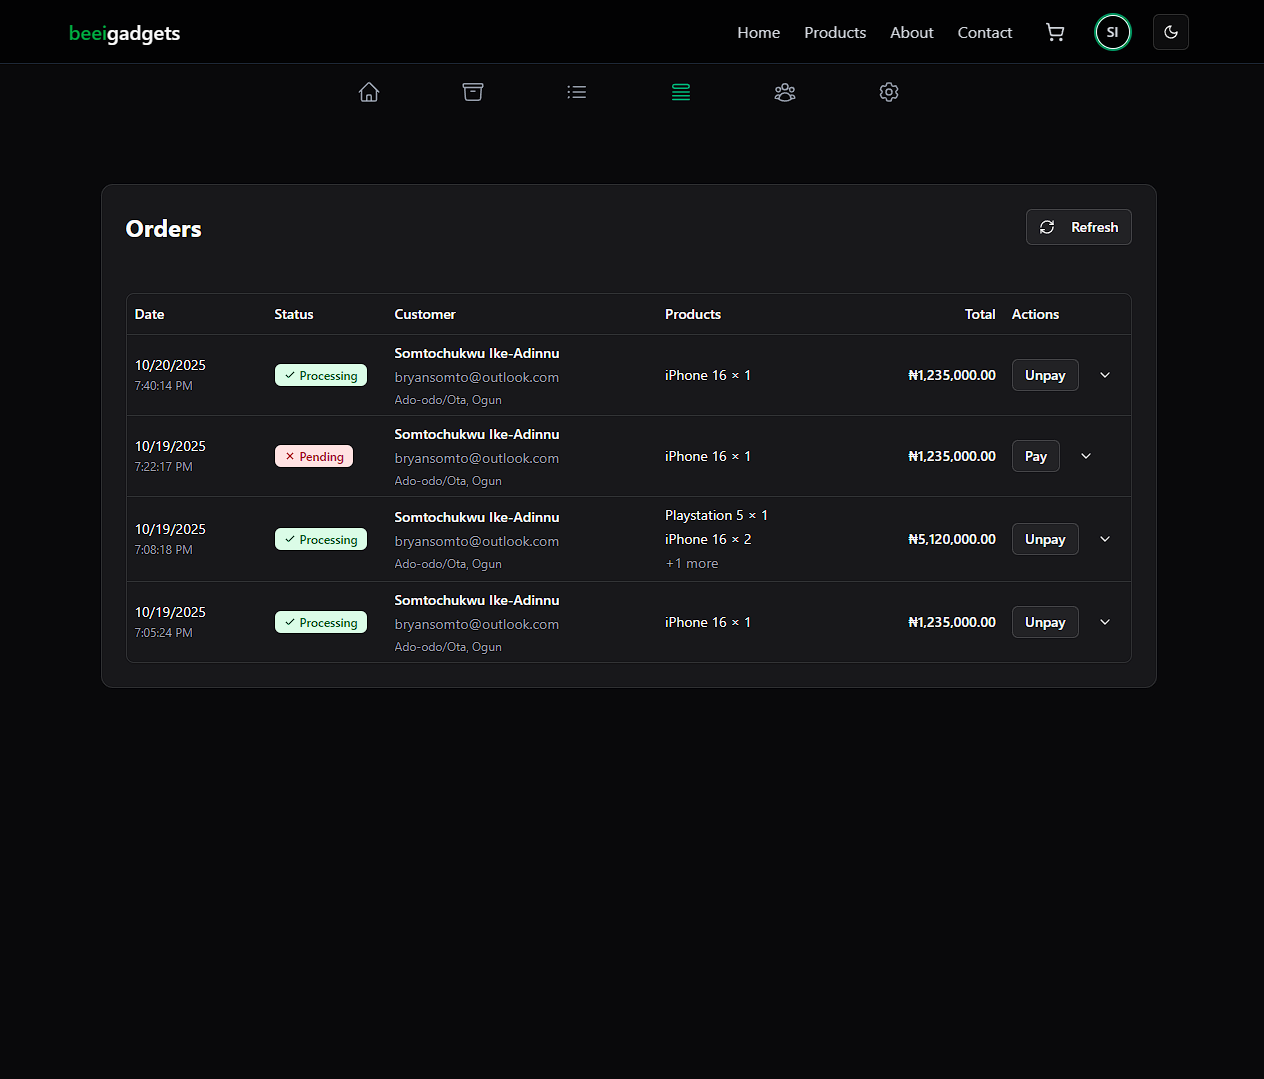 beeigadgets
Home Products About Contact SI
Orders
Refresh
Date Status Customer Products Total Actions
10/20/2025
7:40:14 PM
Processing
Somtochukwu Ike-Adinnu
bryansomto@outlook.com
Ado-odo/Ota, Ogun
iPhone 16 × 1
₦1,235,000.00
Unpay
10/19/2025
7:22:17 PM
Pending
Somtochukwu Ike-Adinnu
bryansomto@outlook.com
Ado-odo/Ota, Ogun
iPhone 16 × 1
₦1,235,000.00
Pay
10/19/2025
7:08:18 PM
Processing
Somtochukwu Ike-Adinnu
bryansomto@outlook.com
Ado-odo/Ota, Ogun
Playstation 5 × 1
iPhone 16 × 2
+1 more
₦5,120,000.00
Unpay
10/19/2025
7:05:24 PM
Processing
Somtochukwu Ike-Adinnu
bryansomto@outlook.com
Ado-odo/Ota, Ogun
iPhone 16 × 1
₦1,235,000.00
Unpay